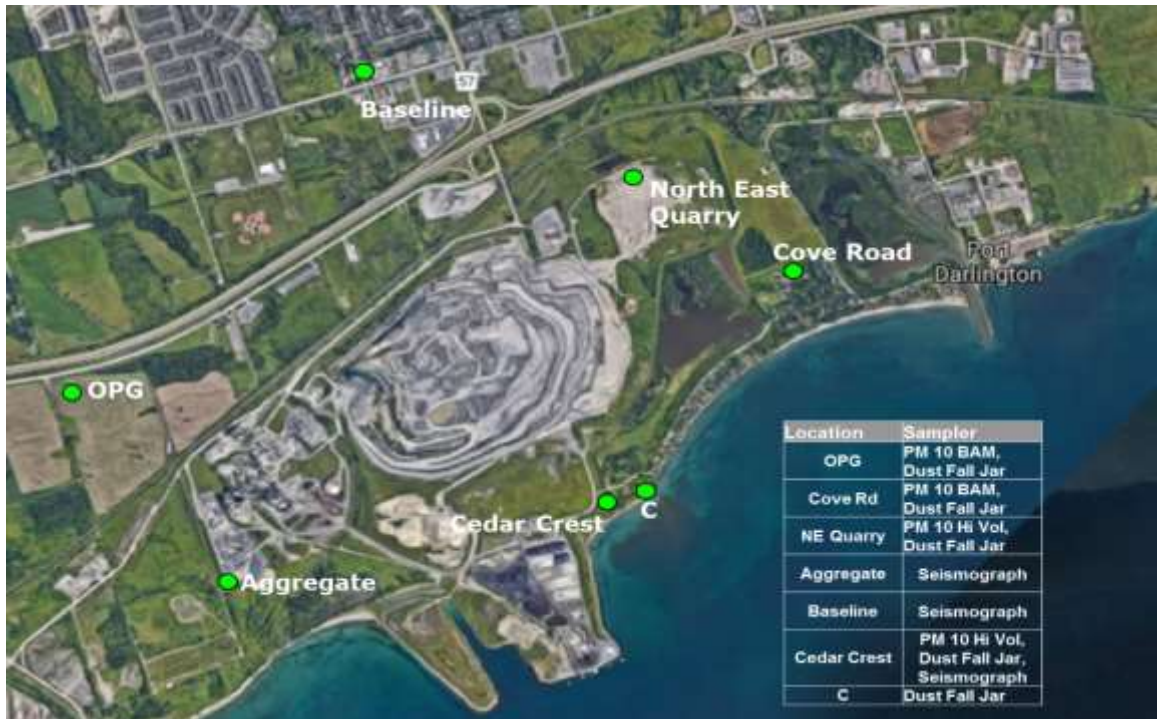 57
Baseline
North East
Quarry
Cove Road
Port
Darlington
OPG
Cedar Crest
C
Aggregate
Location Sampler
OPG PM 10 BAM,
Dust Fall Jar
Cove Rd PM 10 BAM,
Dust Fall Jar
NE Quarry PM 10 Hi Vol,
Dust Fall Jar
Aggregate Seismograph
Baseline Seismograph
Cedar Crest PM 10 Hi Vol,
Dust Fall Jar,
Seismograph
C Dust Fall Jar